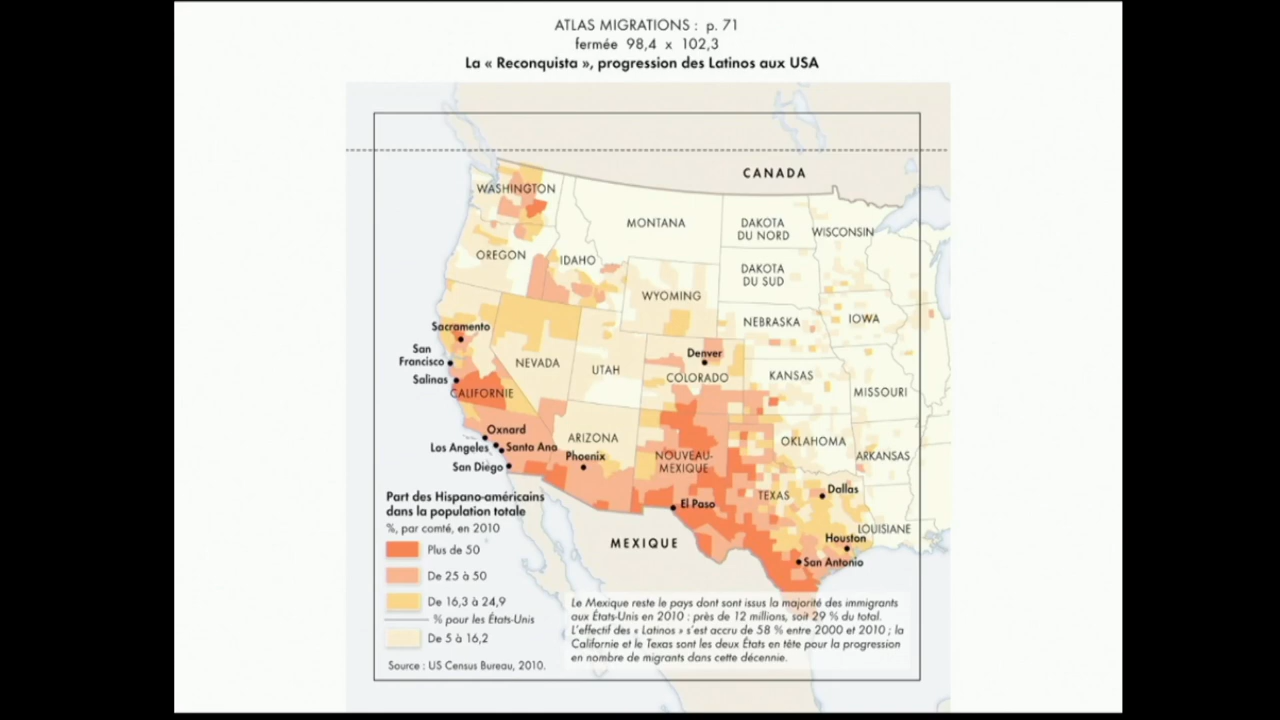 ATLAS MIGRATIONS : p. 71
fermée 98,4 x 102,3
La « Reconquista », progression des Latinos aux USA
CANADA
WASHINGTON
MONTANA
DAKOTA
DU NORD
WISCONSIN
OREGON
IDAHO
DAKOTA
DU SUD
WYOMING
NEBRASKA
IOWA
Sacramento
San
Francisco
NEVADA
UTAH
Denver
COLORADO
KANSAS
MISSOURI
Salinas
CALIFORNIE
Oxnard
Los Angeles
Santa Ana
San Diego
ARIZONA
Phoenix
NOUVEAU-
MEXIQUE
OKLAHOMA
ARKANSAS
TEXAS
Dallas
El Paso
LOUISIANE
Houston
San Antonio
MEXIQUE
Part des Hispano-américains
dans la population totale
%, par comté, en 2010
Plus de 50
De 25 à 50
De 16,3 à 24,9
% pour les États-Unis
De 5 à 16,2
Source : US Census Bureau, 2010.
Le Mexique reste le pays dont sont issus la majorité des immigrants
aux États-Unis en 2010 : près de 12 millions, soit 29 % du total.
L'effectif des « Latinos » s'est accru de 58 % entre 2000 et 2010 ; la
Californie et le Texas sont les deux États en tête pour la progression
en nombre de migrants dans cette décennie.